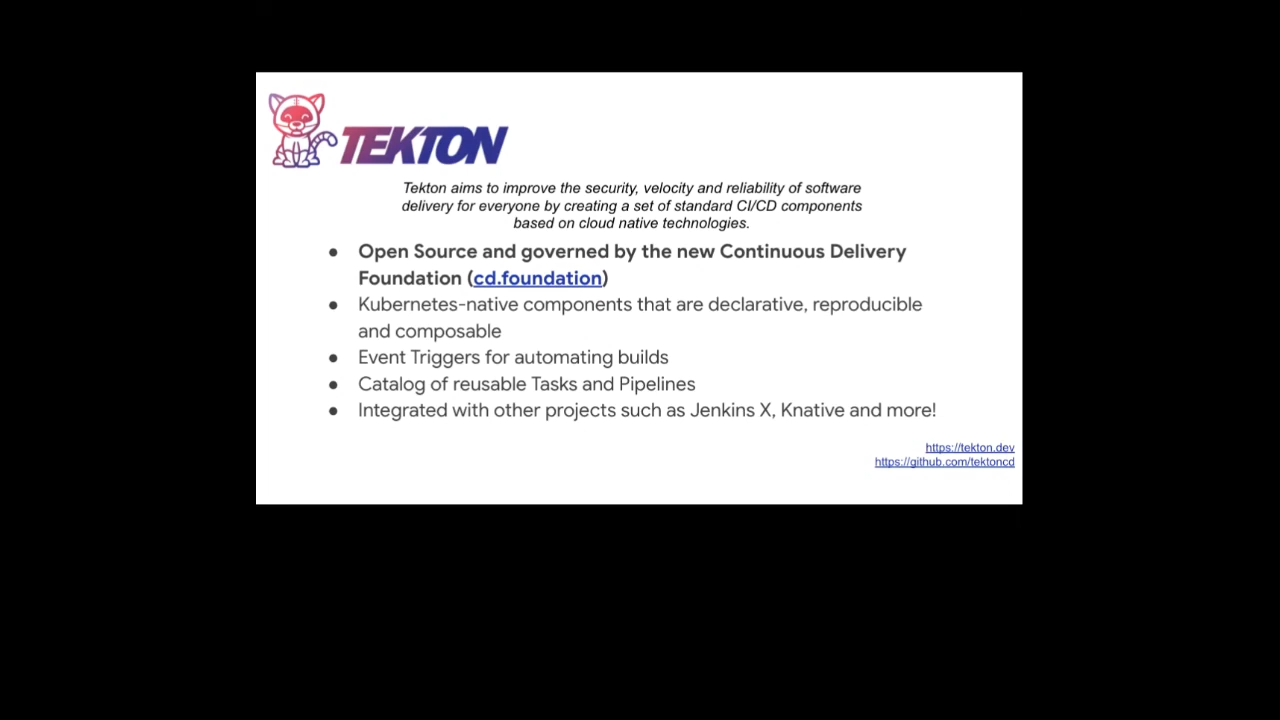 TEKTON
Tekton aims to improve the security, velocity and reliability of software
delivery for everyone by creating a set of standard CI/CD components
based on cloud native technologies.
● Open Source and governed by the new Continuous Delivery
Foundation (cd.foundation)
● Kubernetes-native components that are declarative, reproducible
and composable
● Event Triggers for automating builds
● Catalog of reusable Tasks and Pipelines
● Integrated with other projects such as Jenkins X, Knative and more!
https://tekton.dev
https://github.com/tektoncd